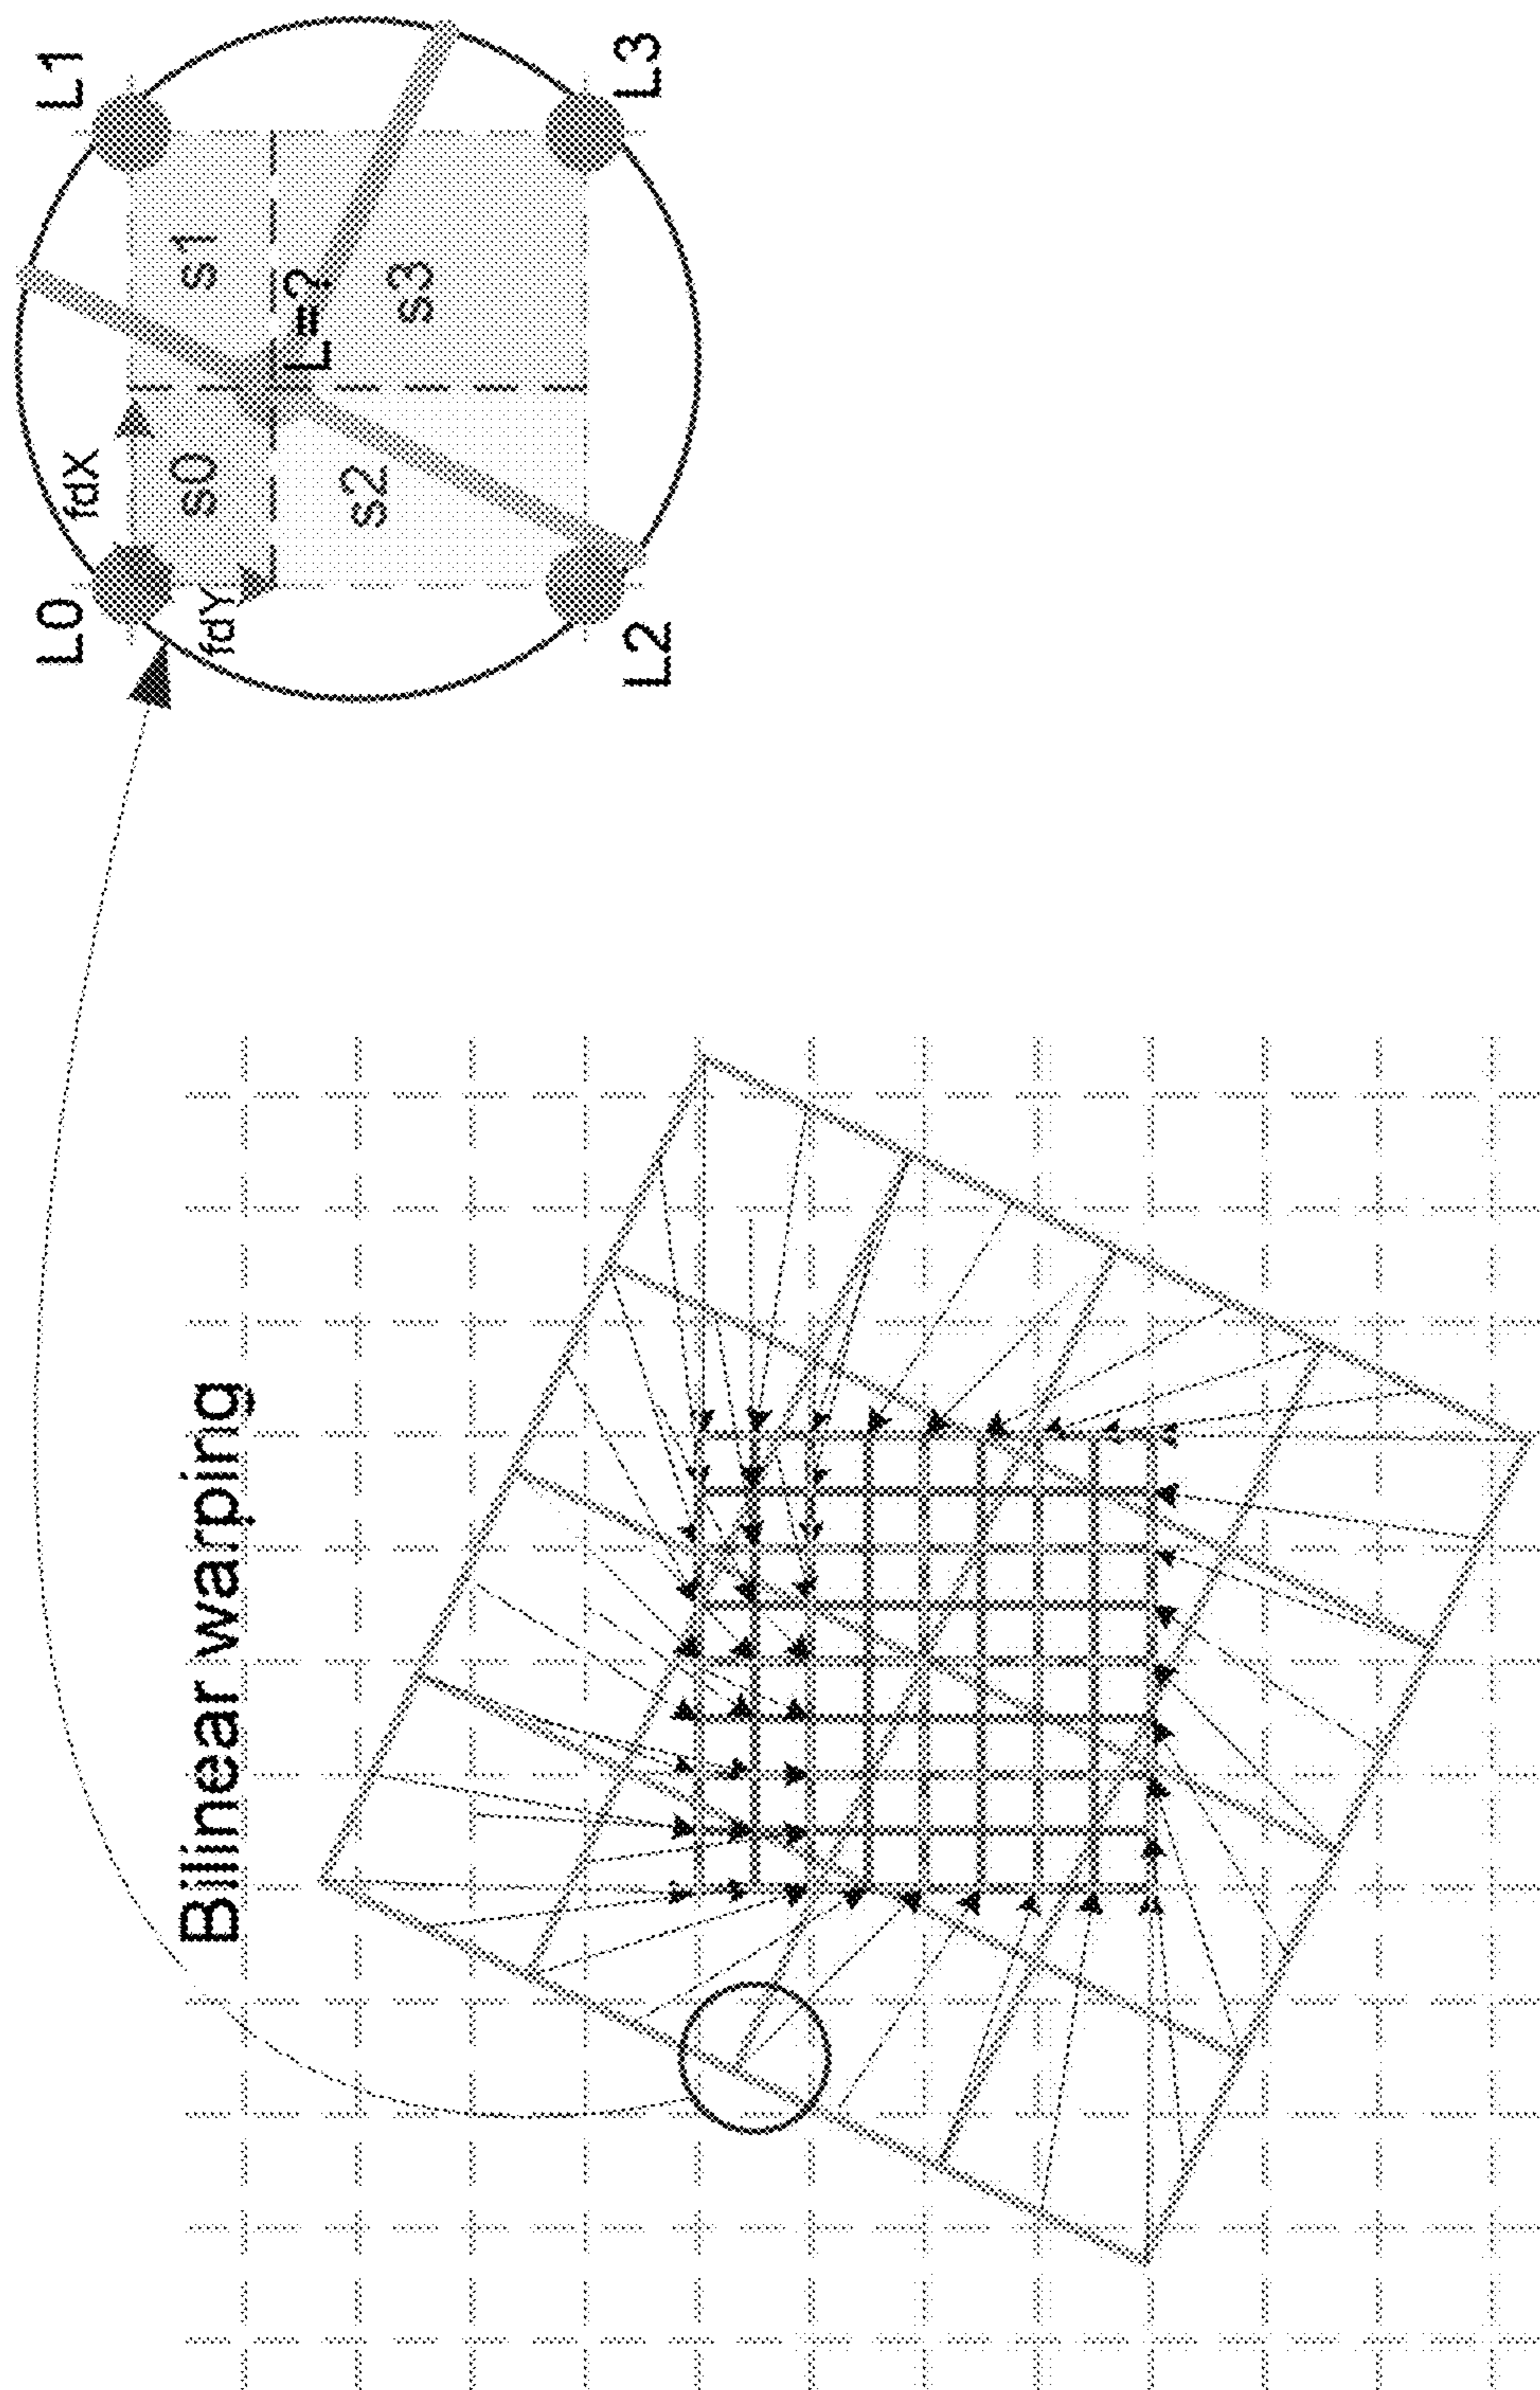 Bilinear warping
L0
L1
fdX
fdY
s0
s1
L=?
s2
s3
L2
L3